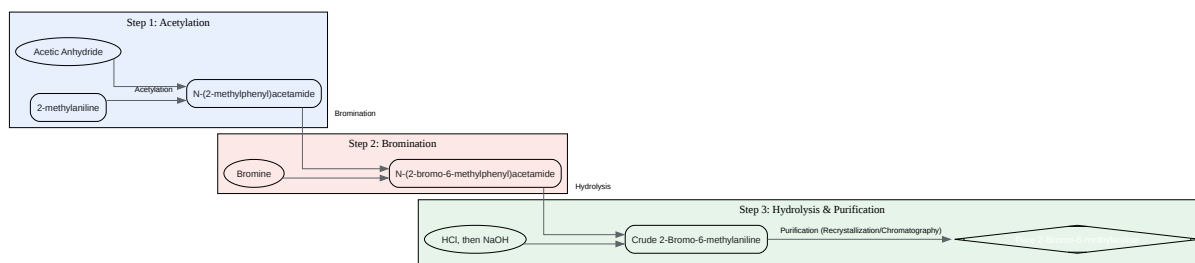 Step 1: Acetylation
Acetic Anhydride
Acetylation
2-methylaniline
N-(2-methylphenyl)acetamide
Bromination
Step 2: Bromination
Bromine
N-(2-bromo-6-methylphenyl)acetamide
Hydrolysis
Step 3: Hydrolysis & Purification
HCl, then NaOH
Crude 2-Bromo-6-methylaniline
Purification (Recrystallization/Chromatography)